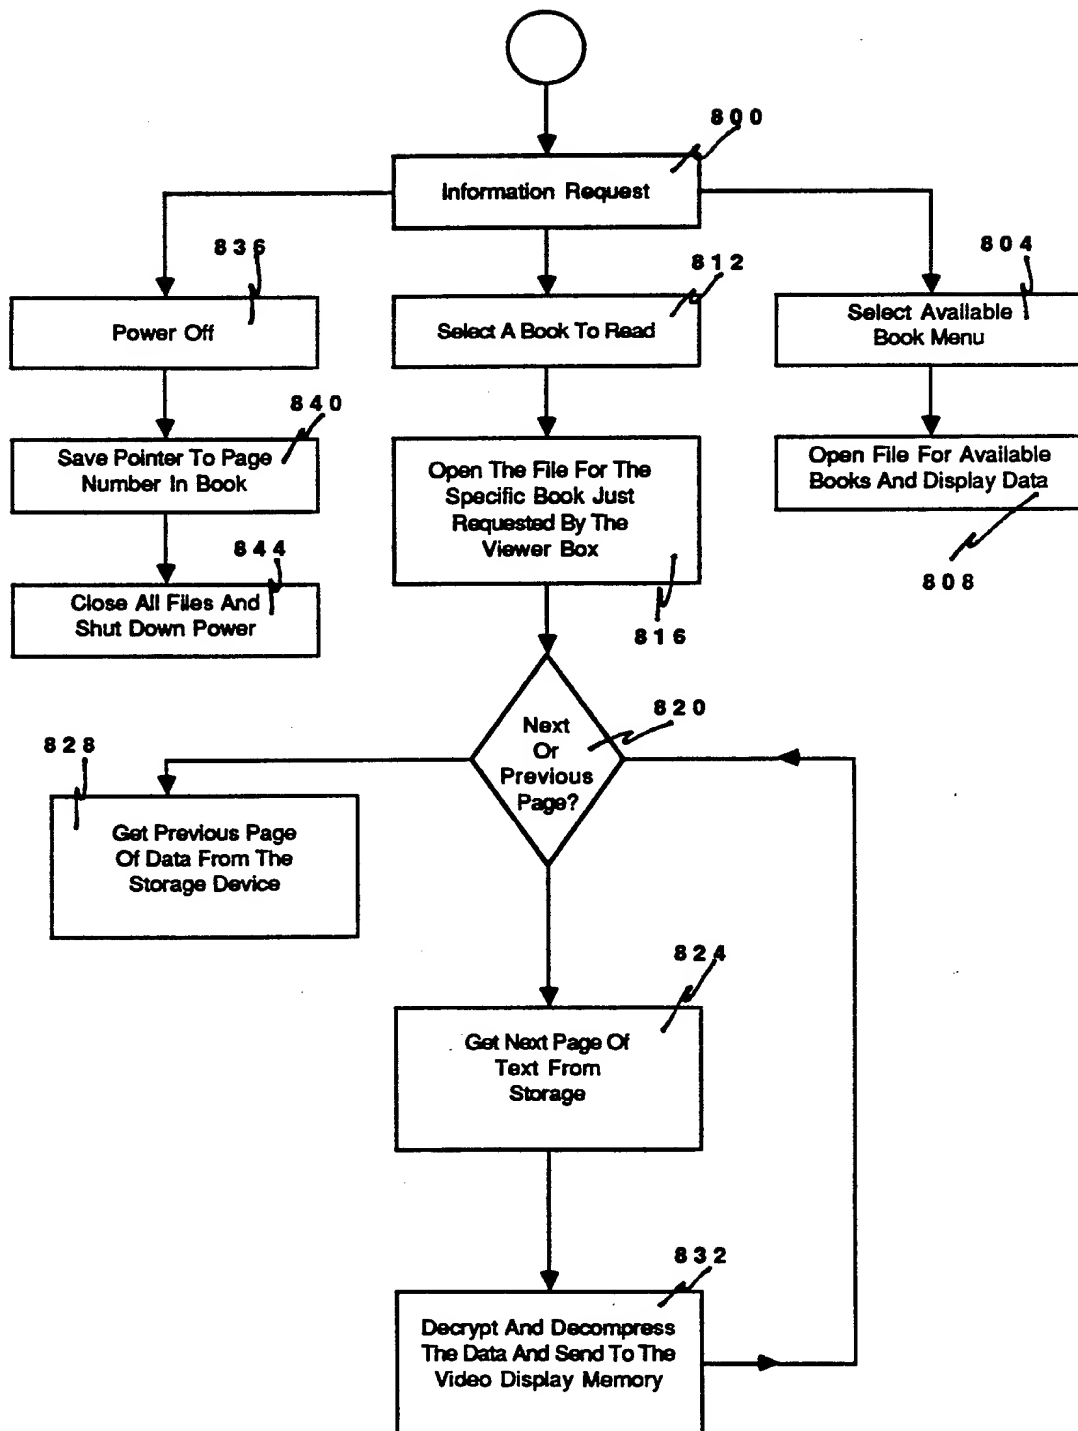 800
Information Request
836
812
804
Power Off
Select A Book To Read
Select Available
Book Menu
840
Save Pointer To Page
Number In Book
Open The File For The
Specific Book Just
Requested By The
Viewer Box
Open File For Available
Books And Display Data
844
808
Close All Files And
Shut Down Power
816
820
Next
Or
Previous
Page?
828
Get Previous Page
Of Data From The
Storage Device
824
Get Next Page Of
Text From
Storage
832
Decrypt And Decompress
The Data And Send To The
Video Display Memory